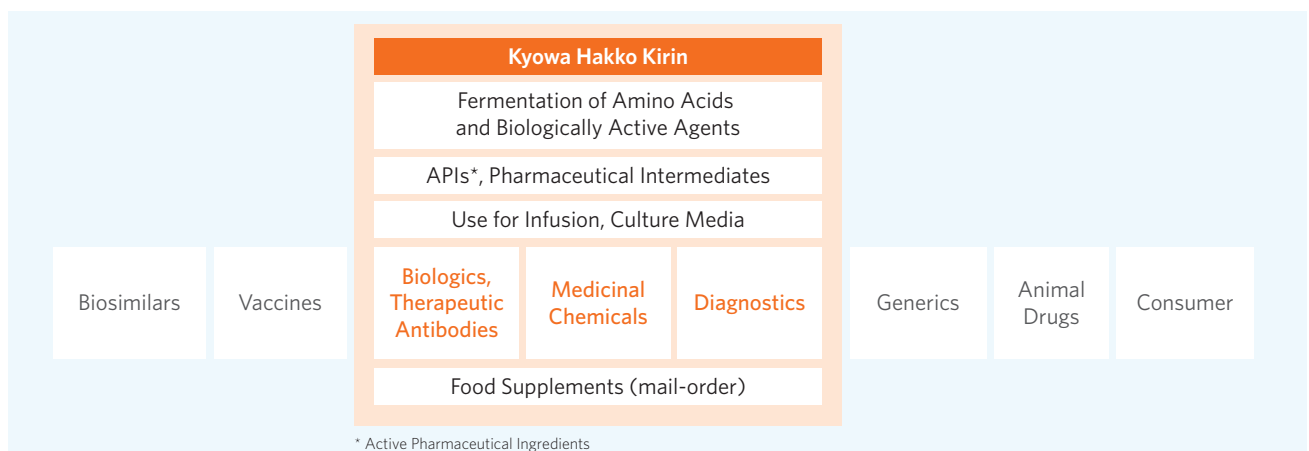 Kyowa Hakko Kirin
Fermentation of Amino Acids
and Biologically Active Agents
APIs*, Pharmaceutical Intermediates
Use for Infusion, Culture Media
Biosimilars
Vaccines
Biologics,
Therapeutic
Antibodies
Medicinal
Chemicals
Diagnostics
Generics
Animal
Drugs
Consumer
Food Supplements (mail-order)
* Active Pharmaceutical Ingredients